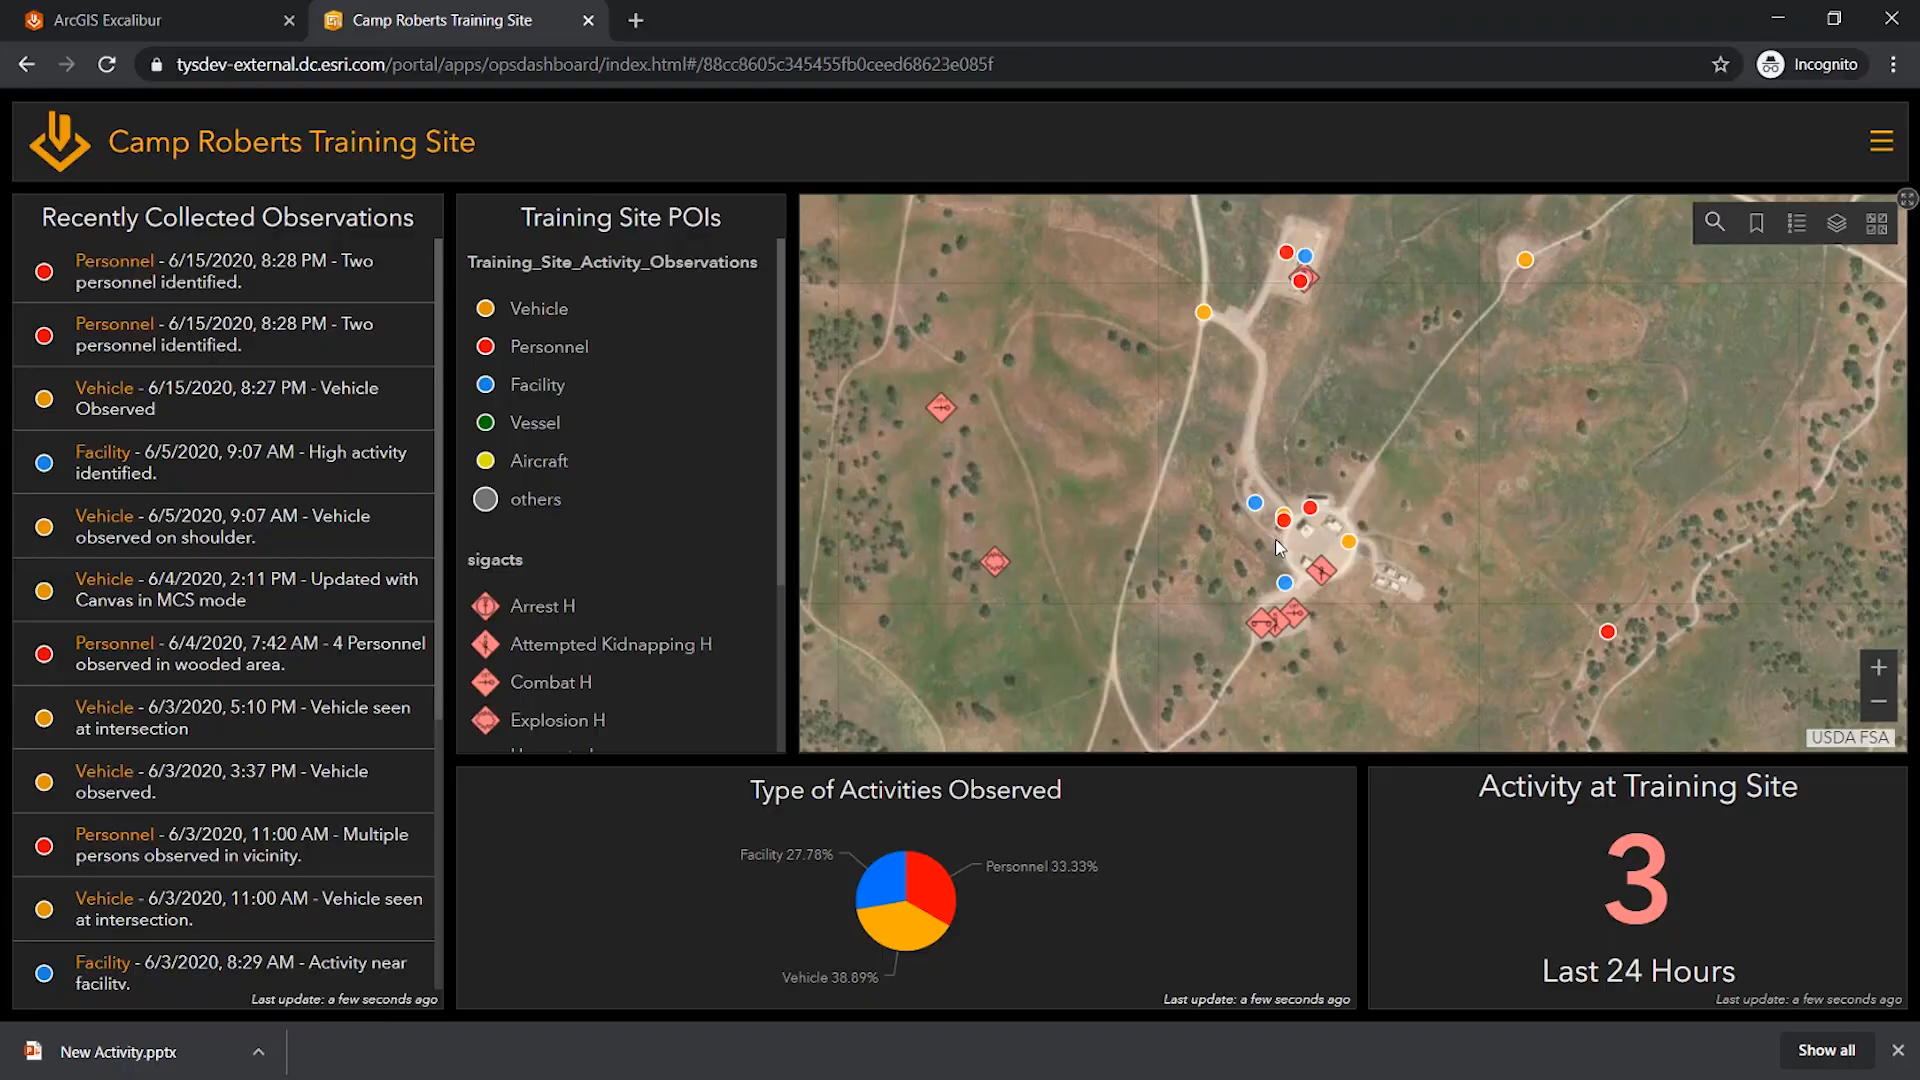 ArcGIS Excalibur
Camp Roberts Training Site
tysdev-external.dc.esri.com/portal/apps/opsdashboard/index.html#/88cc8605c345455fb0ceed68623e085f
Incognito
Camp Roberts Training Site
Recently Collected Observations
Personnel - 6/15/2020, 8:28 PM - Two
personnel identified.
Personnel - 6/15/2020, 8:28 PM - Two
personnel identified.
Vehicle - 6/15/2020, 8:27 PM - Vehicle
Observed
Facility - 6/5/2020, 9:07 AM - High activity
identified.
Vehicle - 6/5/2020, 9:07 AM - Vehicle
observed on shoulder.
Vehicle - 6/4/2020, 2:11 PM - Updated with
Canvas in MCS mode
Personnel - 6/4/2020, 7:42 AM - 4 Personnel
observed in wooded area.
Vehicle - 6/3/2020, 5:10 PM - Vehicle seen
at intersection
Vehicle - 6/3/2020, 3:37 PM - Vehicle
observed.
Personnel - 6/3/2020, 11:00 AM - Multiple
persons observed in vicinity.
Vehicle - 6/3/2020, 11:00 AM - Vehicle seen
at intersection.
Facility - 6/3/2020, 8:29 AM - Activity near
facility.
Last update: a few seconds ago
Training Site POIs
Training_Site_Activity_Observations
Vehicle
Personnel
Facility
Vessel
Aircraft
others
sigacts
Arrest H
Attempted Kidnapping H
Combat H
Explosion H
USDA FSA
Type of Activities Observed
Facility 27.78%
Personnel 33.33%
Vehicle 38.89%
Last update: a few seconds ago
Activity at Training Site
3
Last 24 Hours
Last update: a few seconds ago
New Activity.pptx
Show all